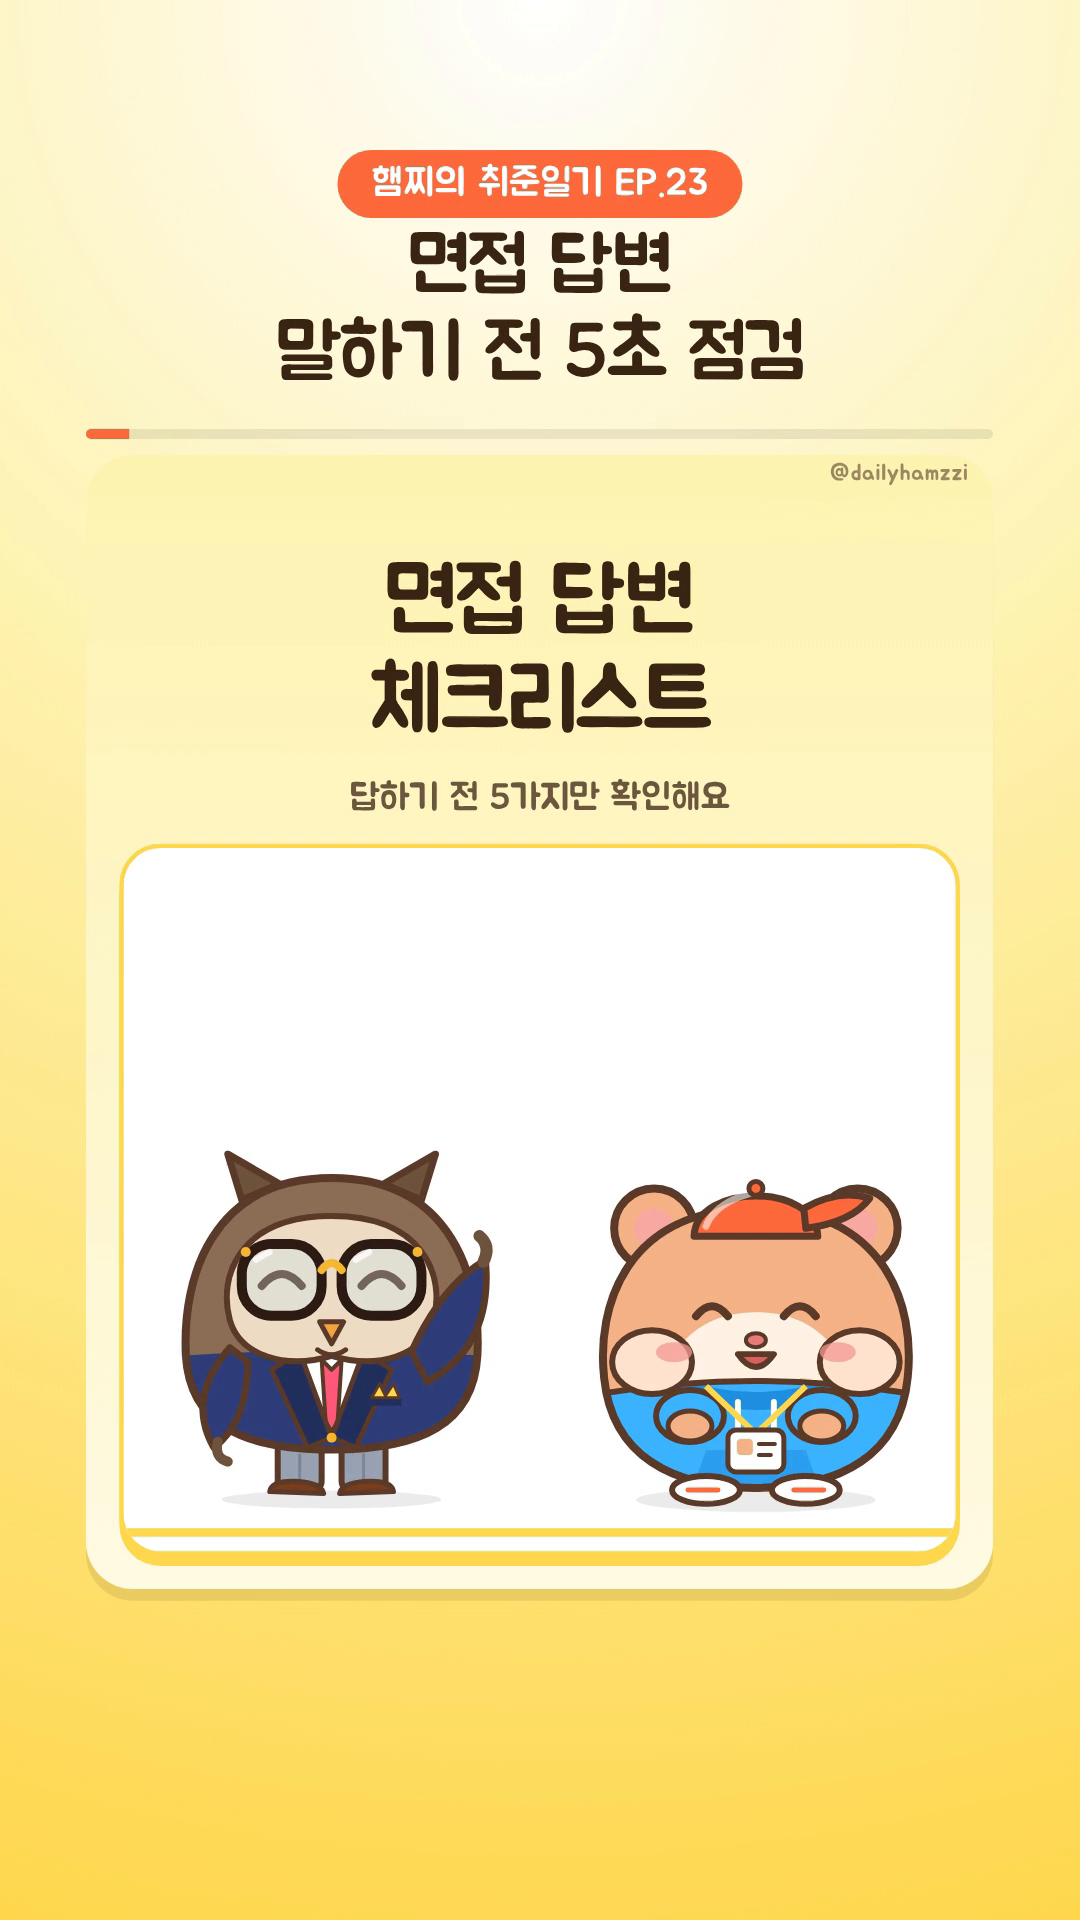 햄찌의 취준일기 EP.23
면접 답변
말하기 전 5초 점검
@dailyhamzzi
면접 답변
체크리스트
답하기 전 5가지만 확인해요